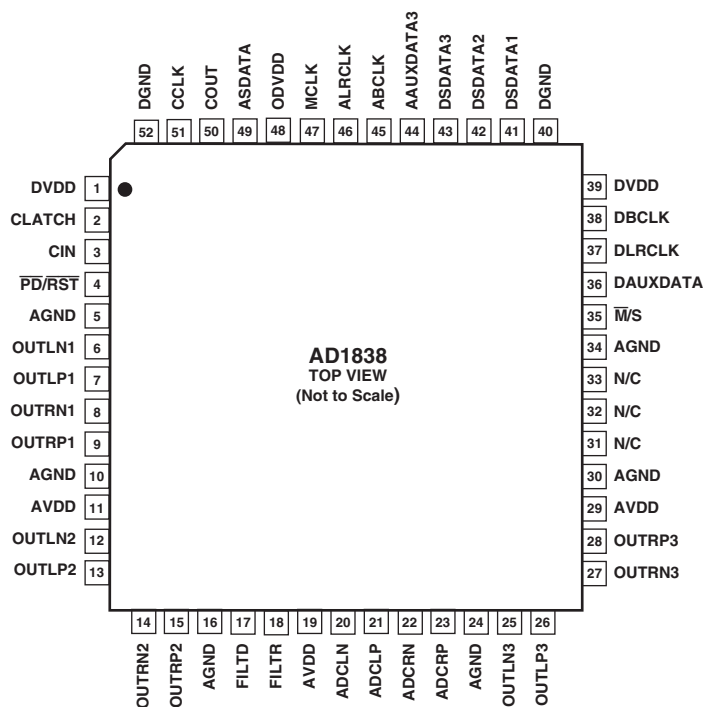 DGND
CCLK
COUT
ASDATA
ODVDD
MCLK
ALRCLK
ABCLK
AAUXDATA3
DSDATA3
DSDATA2
DSDATA1
DGND
52 51 50 49 48 47 46 45 44 43 42 41 40
DVDD 1
CLATCH 2
CIN 3
P̅D̅/R̅S̅T̅ 4
AGND 5
OUTLN1 6
OUTLP1 7
OUTRN1 8
OUTRP1 9
AGND 10
AVDD 11
OUTLN2 12
OUTLP2 13
AD1838
TOP VIEW
(Not to Scale)
39 DVDD
38 DBCLK
37 DLRCLK
36 DAUXDATA
35 M̅/S
34 AGND
33 N/C
32 N/C
31 N/C
30 AGND
29 AVDD
28 OUTRP3
27 OUTRN3
14 15 16 17 18 19 20 21 22 23 24 25 26
OUTRN2
OUTRP2
AGND
FILTD
FILTR
AVDD
ADCLN
ADCLP
ADCRN
ADCRP
AGND
OUTLN3
OUTLP3